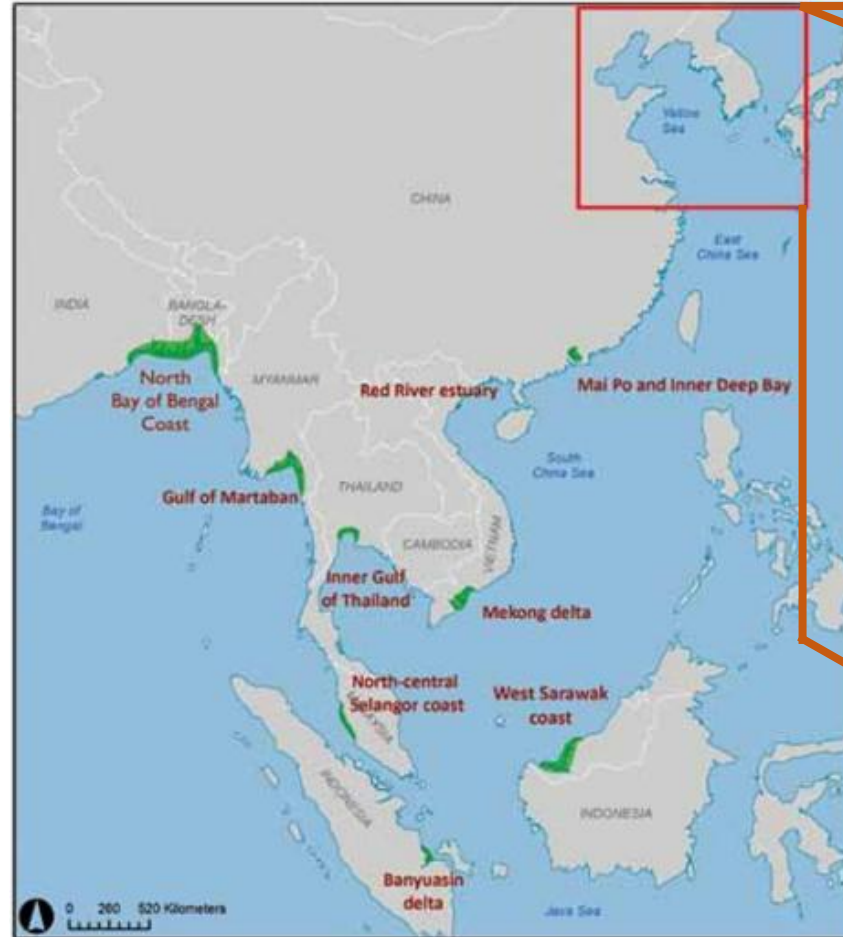 Yellow
Sea
CHINA
East
China Sea
INDIA
BANGLA-
DESH
North
Bay of Bengal
Coast
MYANMAR
Red River estuary
Mai Po and Inner Deep Bay
South
China Sea
Gulf of Martaban
THAILAND
Bay of
Bengal
CAMBODIA
VIETNAM
Inner Gulf
of Thailand
Mekong delta
North-central
Selangor coast
MALAYSIA
West Sarawak
coast
INDONESIA
INDONESIA
Banyuasin
delta
Java Sea
0 260 520 Kilometers